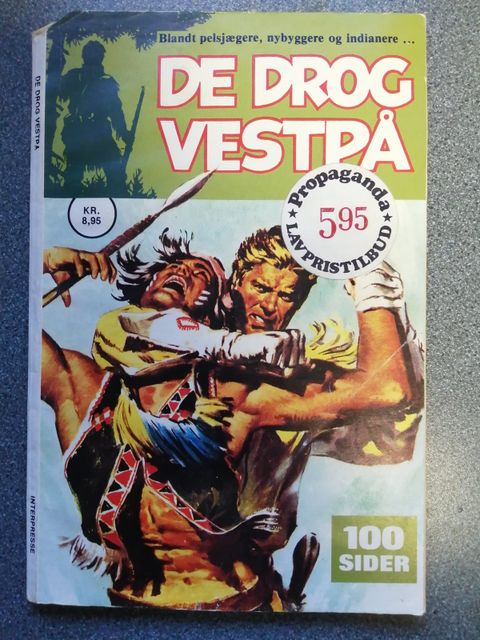 Blandt pelsjægere, nybyggere og indianere ...
DE DROG
VESTPÅ
KR.
8,95
★ Propaganda ★
595
LAVPRISTILBUD
100
SIDER
DE DROG VESTPÅ
INTERPRESSE